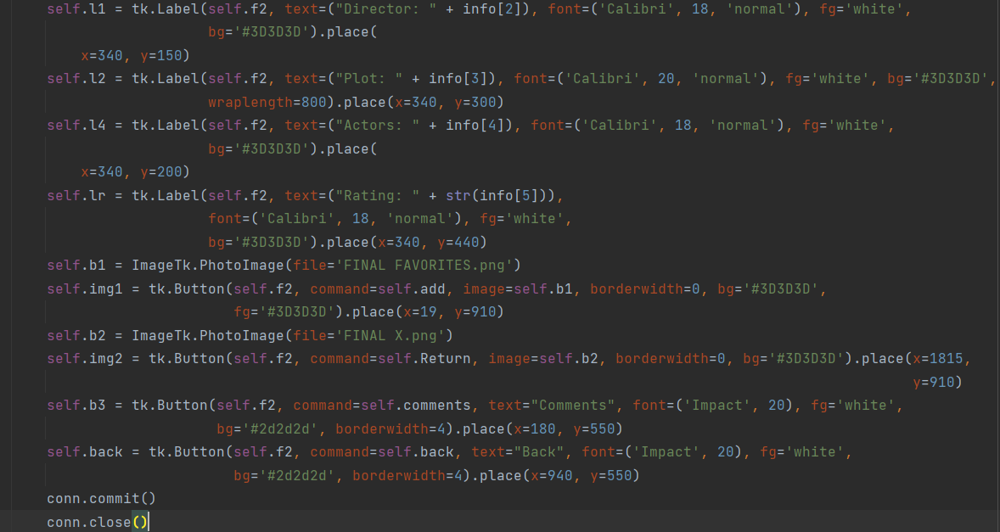 self.l1 = tk.Label(self.f2, text=("Director: " + info[2]), font=('Calibri', 18, 'normal'), fg='white',
bg='#3D3D3D').place(
x=340, y=150)
self.l2 = tk.Label(self.f2, text=("Plot: " + info[3]), font=('Calibri', 20, 'normal'), fg='white', bg='#3D3D3D',
wraplength=800).place(x=340, y=300)
self.l4 = tk.Label(self.f2, text=("Actors: " + info[4]), font=('Calibri', 18, 'normal'), fg='white',
bg='#3D3D3D').place(
x=340, y=200)
self.lr = tk.Label(self.f2, text=("Rating: " + str(info[5])),
font=('Calibri', 18, 'normal'), fg='white',
bg='#3D3D3D').place(x=340, y=440)
self.b1 = ImageTk.PhotoImage(file='FINAL FAVORITES.png')
self.img1 = tk.Button(self.f2, command=self.add, image=self.b1, borderwidth=0, bg='#3D3D3D',
fg='#3D3D3D').place(x=19, y=910)
self.b2 = ImageTk.PhotoImage(file='FINAL X.png')
self.img2 = tk.Button(self.f2, command=self.Return, image=self.b2, borderwidth=0, bg='#3D3D3D').place(x=1815,
y=910)
self.b3 = tk.Button(self.f2, command=self.comments, text="Comments", font=('Impact', 20), fg='white',
bg='#2d2d2d', borderwidth=4).place(x=180, y=550)
self.back = tk.Button(self.f2, command=self.back, text="Back", font=('Impact', 20), fg='white',
bg='#2d2d2d', borderwidth=4).place(x=940, y=550)
conn.commit()
conn.close()